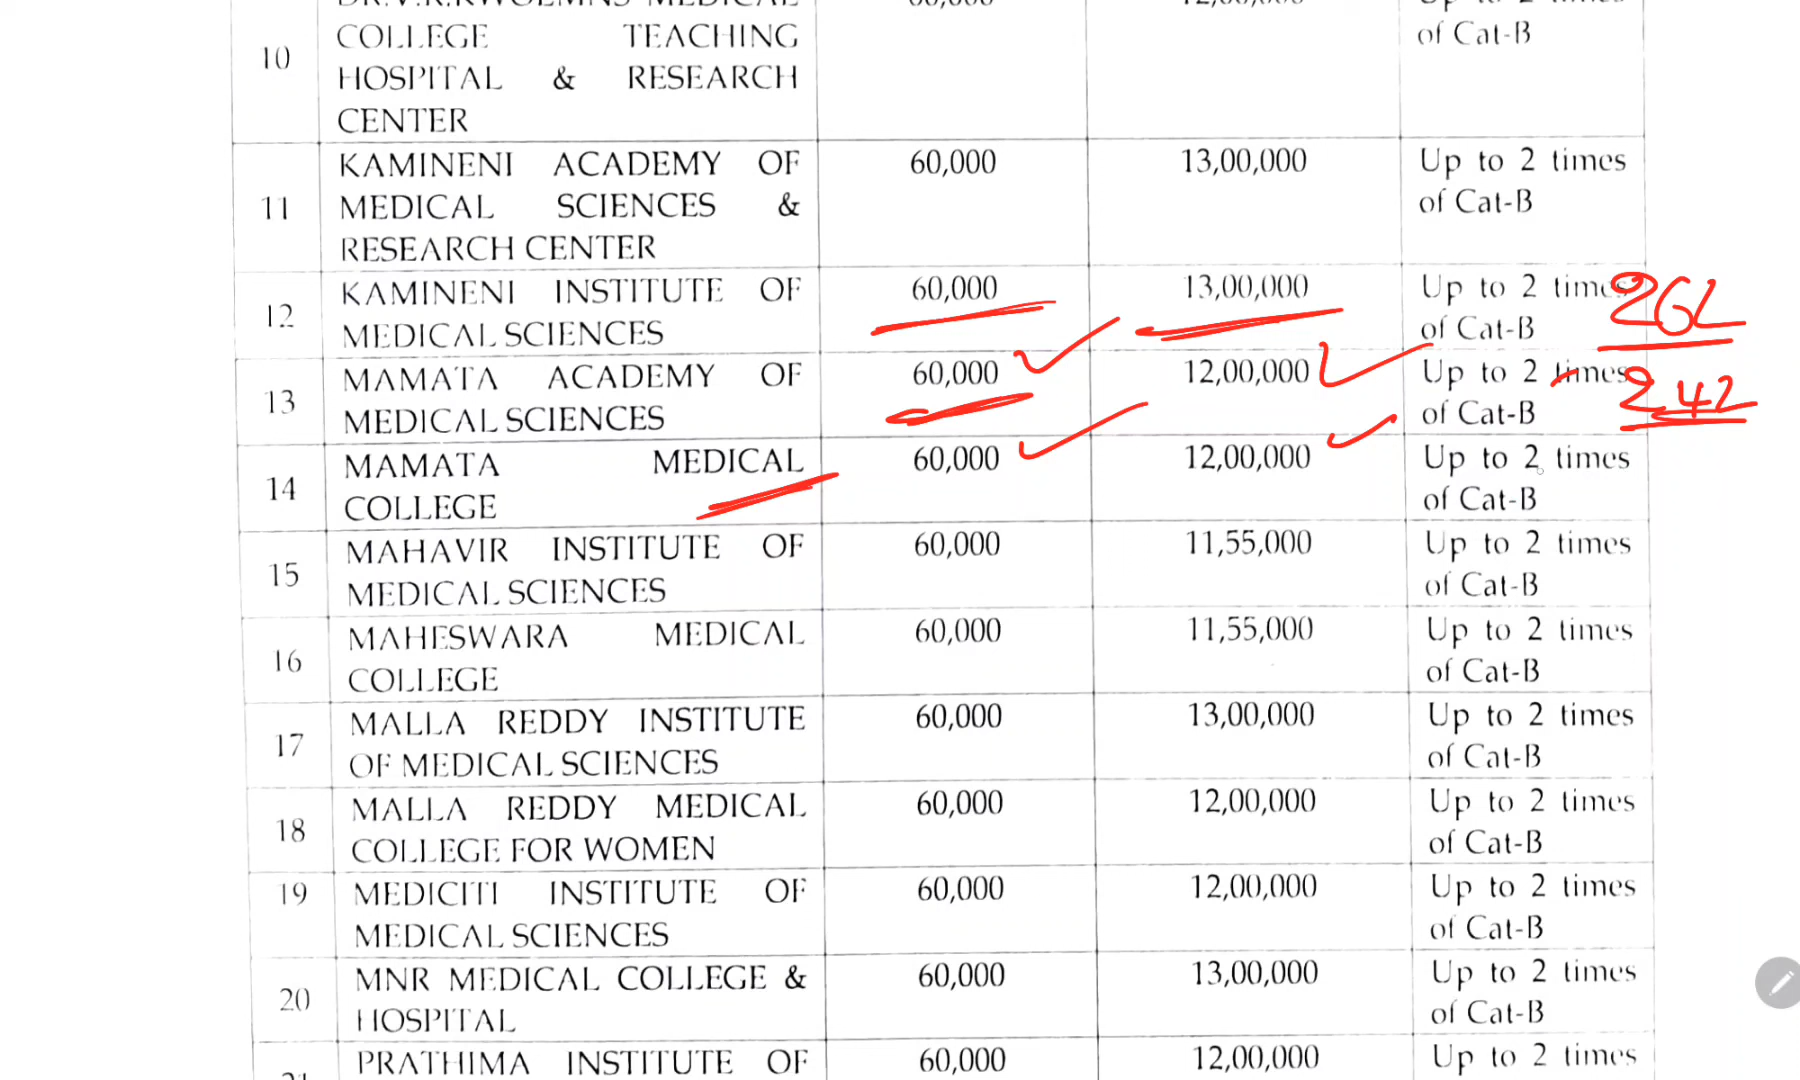 10 COLLEGE TEACHING of Cat-B
HOSPITAL & RESEARCH
CENTER
11 KAMINENI ACADEMY OF 60,000 13,00,000 Up to 2 times
MEDICAL SCIENCES & of Cat-B
RESEARCH CENTER
12 KAMINENI INSTITUTE OF 60,000 13,00,000 Up to 2 times 26L
MEDICAL SCIENCES of Cat-B
13 MAMATA ACADEMY OF 60,000 12,00,000 Up to 2 times
MEDICAL SCIENCES of Cat-B
14 MAMATA MEDICAL 60,000 12,00,000 Up to 2 times
COLLEGE of Cat-B
15 MAHAVIR INSTITUTE OF 60,000 11,55,000 Up to 2 times
MEDICAL SCIENCES of Cat-B
16 MAHESWARA MEDICAL 60,000 11,55,000 Up to 2 times
COLLEGE of Cat-B
17 MALLA REDDY INSTITUTE 60,000 13,00,000 Up to 2 times
OF MEDICAL SCIENCES of Cat-B
18 MALLA REDDY MEDICAL 60,000 12,00,000 Up to 2 times
COLLEGE FOR WOMEN of Cat-B
19 MEDICITI INSTITUTE OF 60,000 12,00,000 Up to 2 times
MEDICAL SCIENCES of Cat-B
20 MNR MEDICAL COLLEGE & 60,000 13,00,000 Up to 2 times
HOSPITAL of Cat-B
PRATHIMA INSTITUTE OF 60,000 12,00,000 Up to 2 times